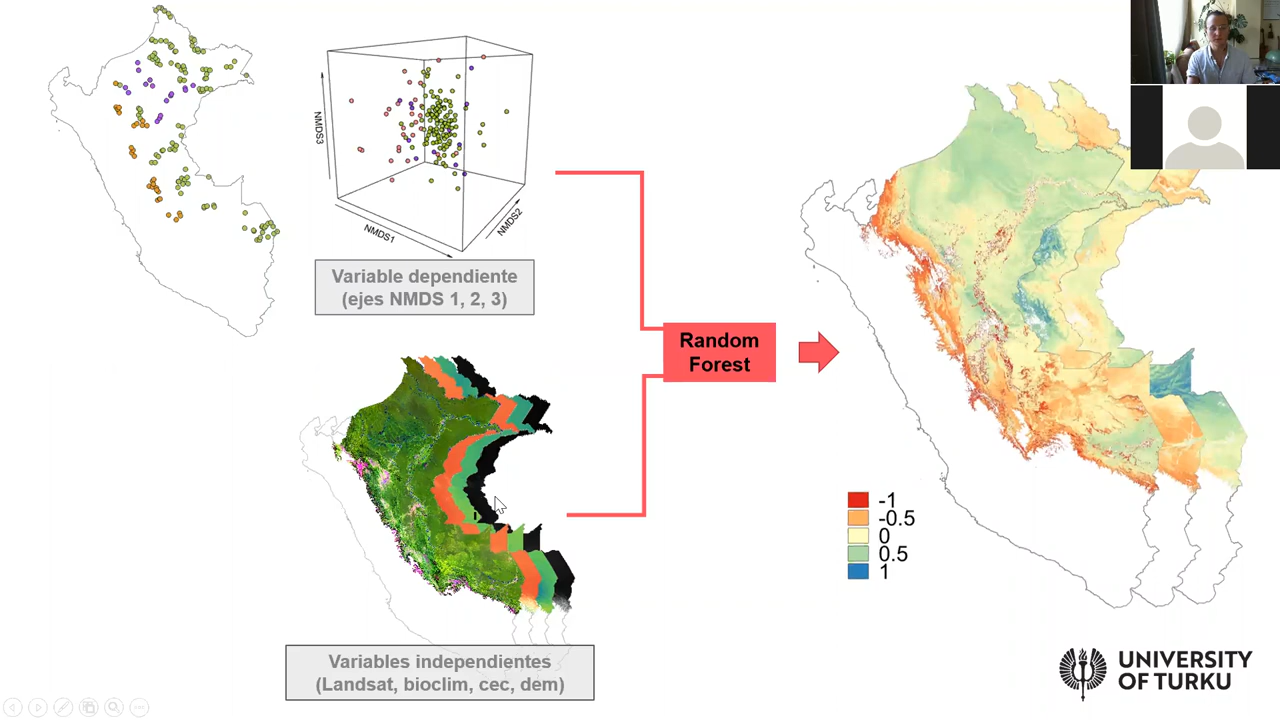 NMDS3
NMDS1
NMDS2
Variable dependiente
(ejes NMDS 1, 2, 3)
Random
Forest
-1
-0.5
0
0.5
1
Variables independientes
(Landsat, bioclim, cec, dem)
UNIVERSITY
OF TURKU